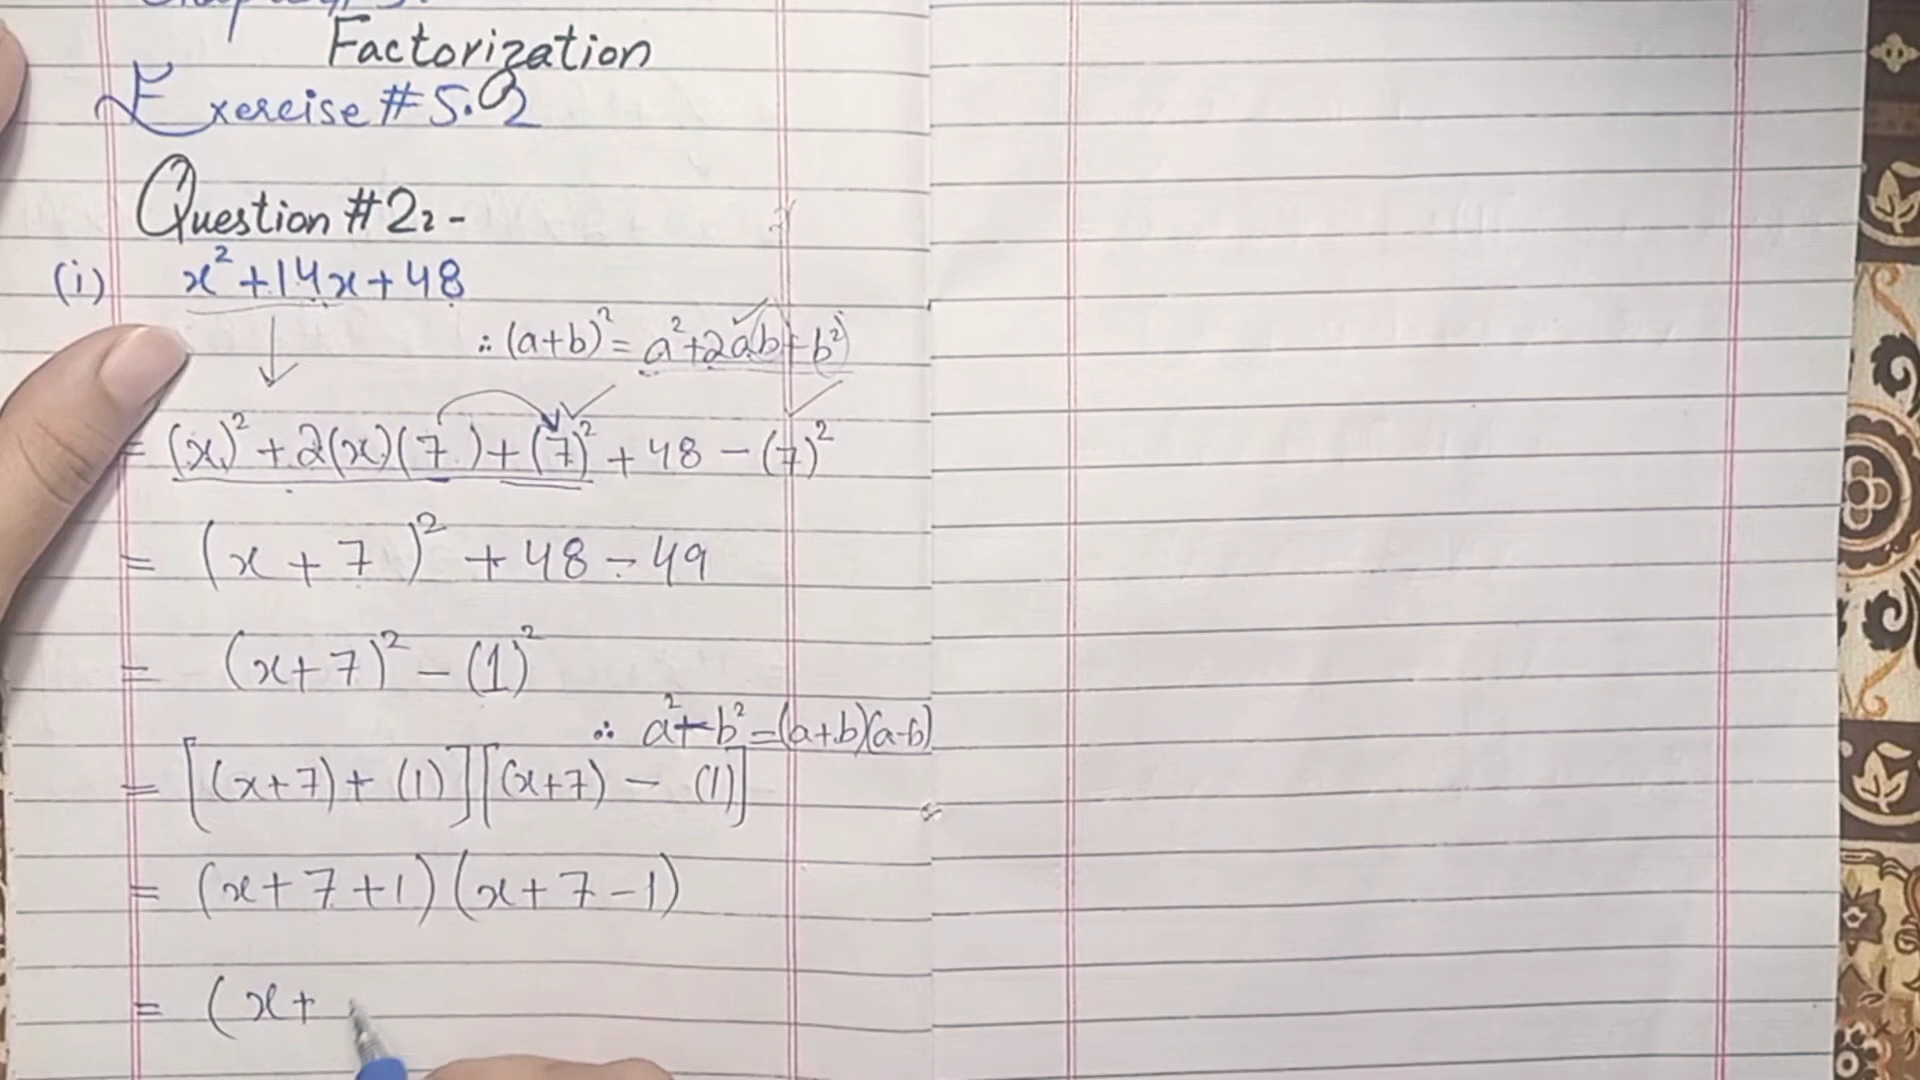 Factorization
Exercise #5.2
Question #2:-
(i) x² + 14x + 48
∴ (a+b)² = a² + 2ab + b²
= (x)² + 2(x)(7) + (7)² + 48 - (7)²
= (x + 7)² + 48 - 49
= (x+7)² - (1)²
∴ a² - b² = (a+b)(a-b)
= [(x+7) + (1)][(x+7) - (1)]
= (x+7+1)(x+7-1)
= (x+